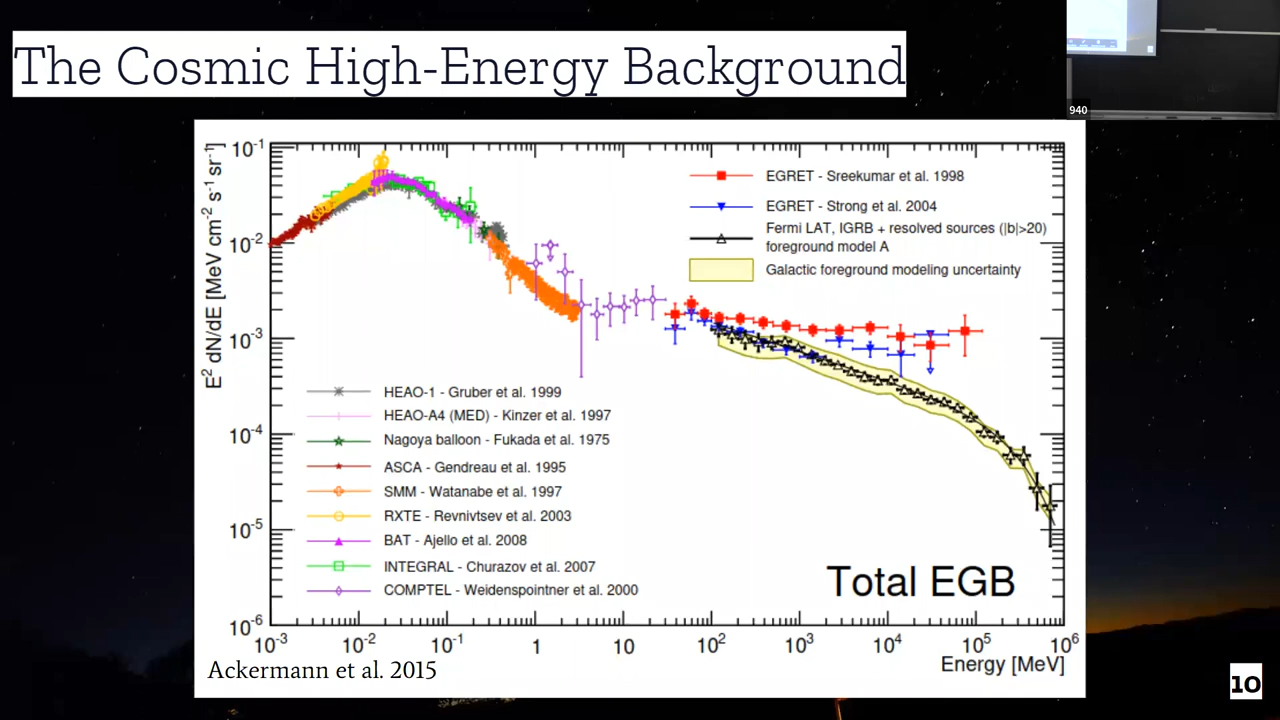 The Cosmic High-Energy Background
940
E² dN/dE [MeV cm⁻² s⁻¹ sr⁻¹]
10⁻¹
10⁻²
10⁻³
10⁻⁴
10⁻⁵
10⁻⁶
EGRET - Sreekumar et al. 1998
EGRET - Strong et al. 2004
Fermi LAT, IGRB + resolved sources (|b|>20)
foreground model A
Galactic foreground modeling uncertainty
HEAO-1 - Gruber et al. 1999
HEAO-A4 (MED) - Kinzer et al. 1997
Nagoya balloon - Fukada et al. 1975
ASCA - Gendreau et al. 1995
SMM - Watanabe et al. 1997
RXTE - Revnivtsev et al. 2003
BAT - Ajello et al. 2008
INTEGRAL - Churazov et al. 2007
COMPTEL - Weidenspointner et al. 2000
Total EGB
10⁻³ 10⁻² 10⁻¹ 1 10 10² 10³ 10⁴ 10⁵ 10⁶
Energy [MeV]
Ackermann et al. 2015
10